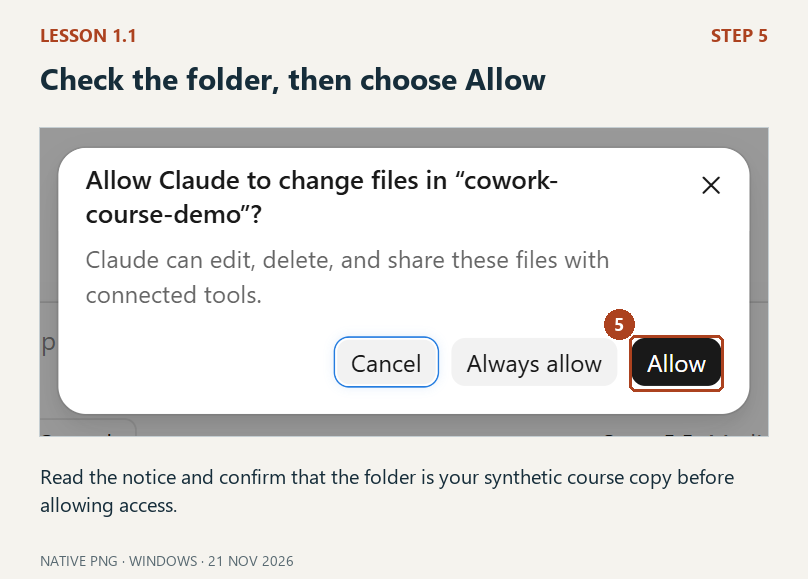 LESSON 1.1
STEP 5
Check the folder, then choose Allow
Allow Claude to change files in “cowork-
course-demo”?
Claude can edit, delete, and share these files with
connected tools.
5
Cancel
Always allow
Allow
Read the notice and confirm that the folder is your synthetic course copy before
allowing access.
NATIVE PNG · WINDOWS · 21 NOV 2026